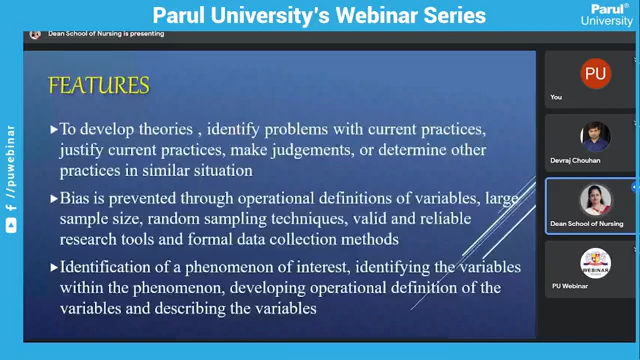 Parul University's Webinar Series
Parul®
University
Dean School of Nursing is presenting
FEATURES
To develop theories , identify problems with current practices,
justify current practices, make judgements, or determine other
practices in similar situation
Bias is prevented through operational definitions of variables, large
sample size, random sampling techniques, valid and reliable
research tools and formal data collection methods
Identification of a phenomenon of interest, identifying the variables
within the phenomenon, developing operational definition of the
variables and describing the variables
PU
You
Devraj Chouhan
Dean School of Nursing
WEBINAR
PU Webinar
//puwebinar